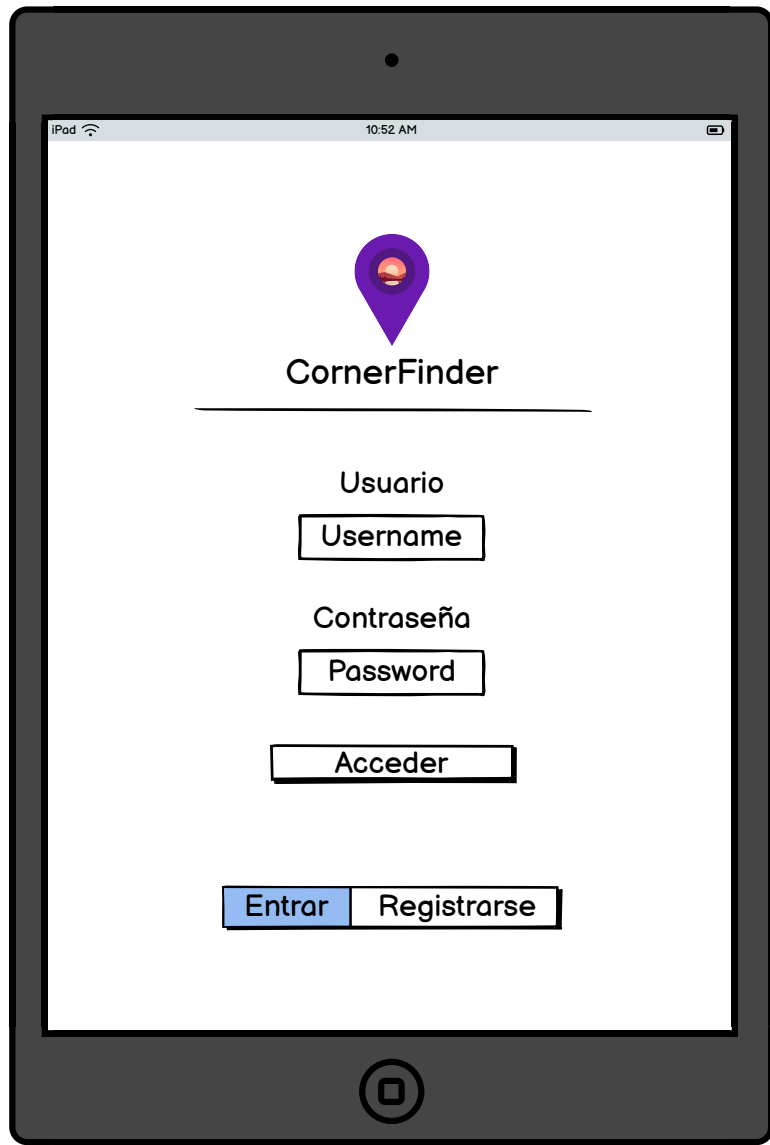 iPad 10:52 AM
CornerFinder
Usuario
Username
Contraseña
Password
Acceder
Entrar Registrarse